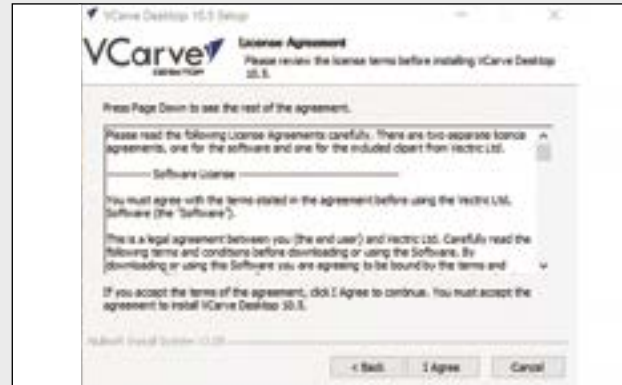 VCarve Desktop 10.5 Setup
VCarve
DESKTOP
License Agreement
Please review the license terms before installing VCarve Desktop
10.5.
Press Page Down to see the rest of the agreement.
Please read the following License Agreements carefully. There are two separate licence
agreements, one for the software and one for the included clipart from Vectric Ltd.
Software License
You must agree with the terms stated in the agreement before using the Vectric Ltd.
Software (the "Software").
This is a legal agreement between you (the end user) and Vectric Ltd. Carefully read the
following terms and conditions before downloading or using the Software. By
downloading or using the Software you are agreeing to be bound by the terms and
If you accept the terms of the agreement, click I Agree to continue. You must accept the
agreement to install VCarve Desktop 10.5.
Nullsoft Install System
< Back
I Agree
Cancel